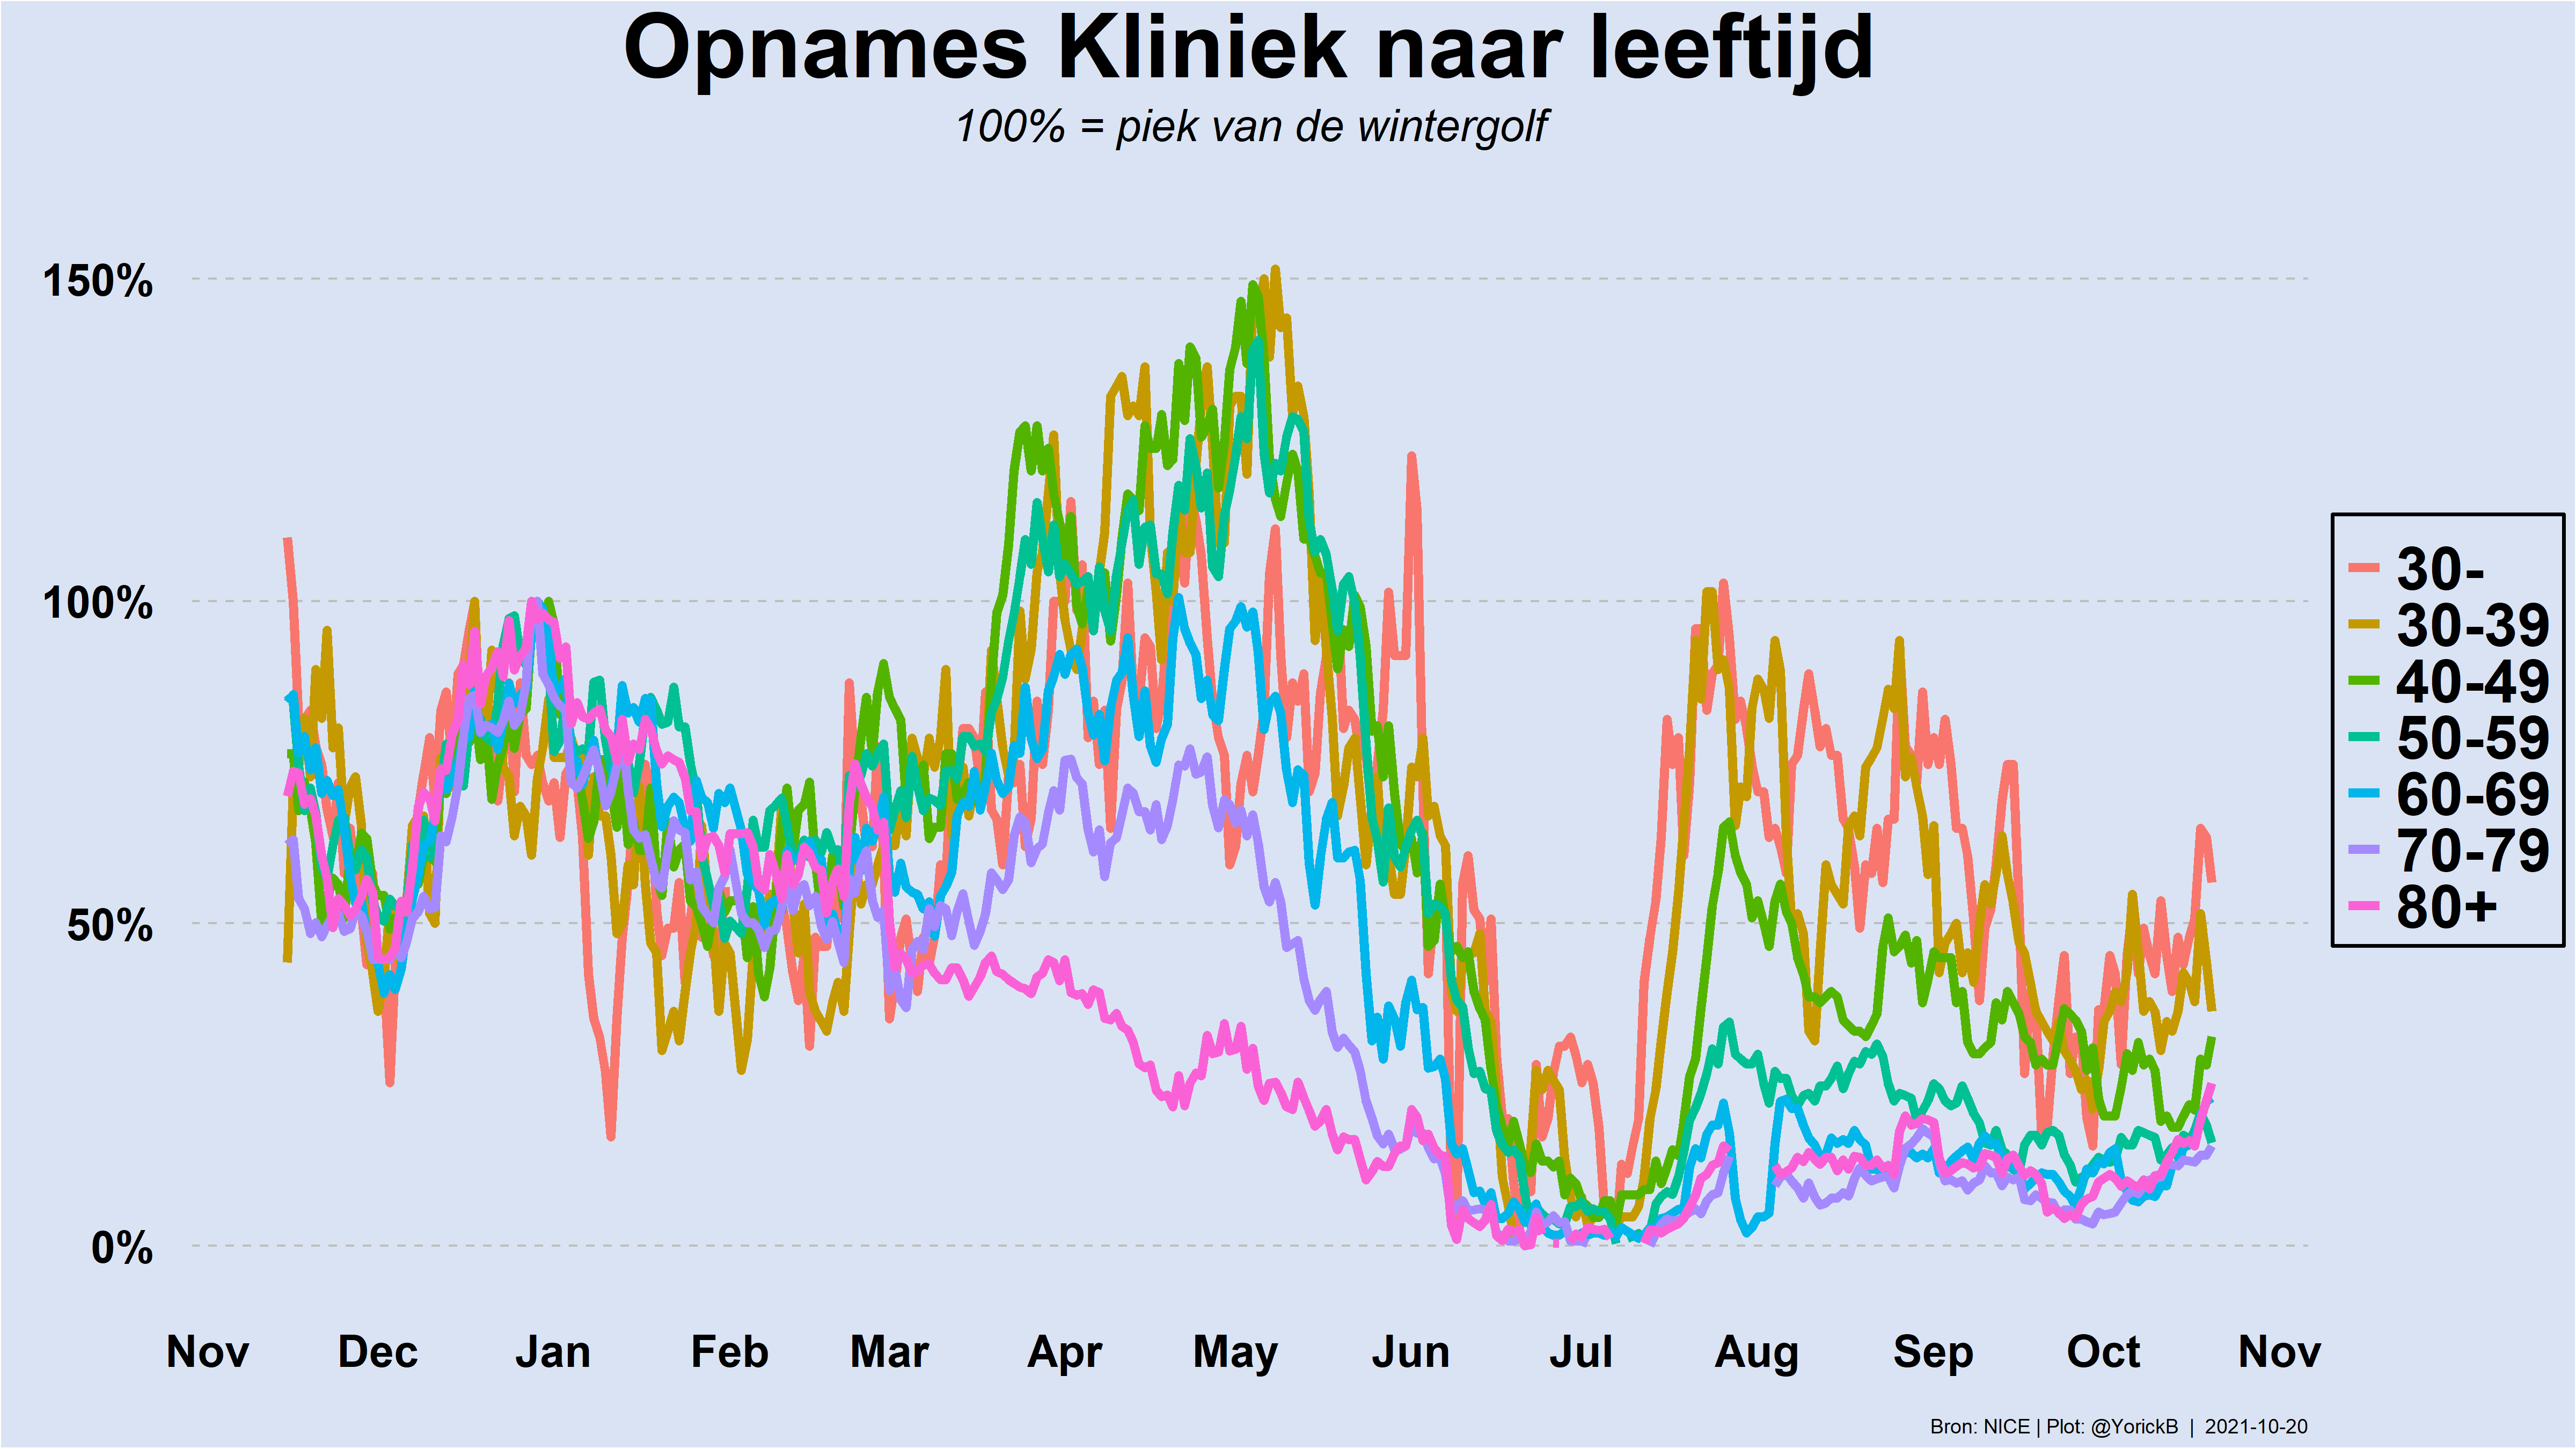 Opnames Kliniek naar leeftijd
100% = piek van de wintergolf
150%
100%
50%
0%
Nov Dec Jan Feb Mar Apr May Jun Jul Aug Sep Oct Nov
30-
30-39
40-49
50-59
60-69
70-79
80+
Bron: NICE | Plot: @YorickB | 2021-10-20